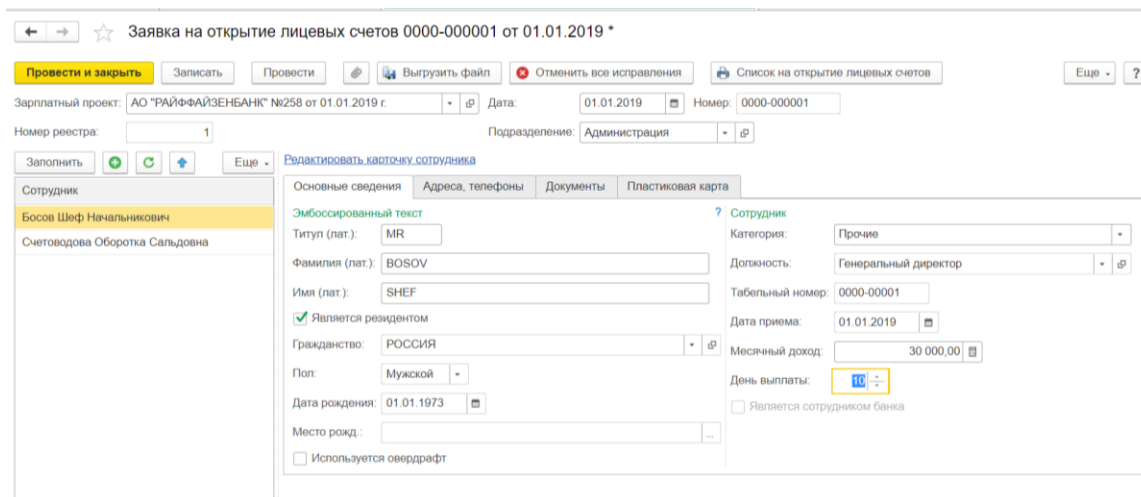 Заявка на открытие лицевых счетов 0000-000001 от 01.01.2019 *
Провести и закрыть Записать Провести Выгрузить файл Отменить все исправления Список на открытие лицевых счетов Еще ?
Зарплатный проект: АО "РАЙФФАЙЗЕНБАНК" №258 от 01.01.2019 г. Дата: 01.01.2019 Номер: 0000-000001
Номер реестра: 1 Подразделение: Администрация
Заполнить Еще Редактировать карточку сотрудника
Сотрудник Основные сведения Адреса, телефоны Документы Пластиковая карта
Босов Шеф Начальникович
Счетоводова Оборотка Сальдовна
Эмбоссированный текст ?
Титул (лат.): MR
Фамилия (лат.): BOSOV
Имя (лат.): SHEF
Является резидентом
Гражданство: РОССИЯ
Пол: Мужской
Дата рождения: 01.01.1973
Место рожд.: ...
Используется овердрафт
Сотрудник
Категория: Прочие
Должность: Генеральный директор
Табельный номер: 0000-00001
Дата приема: 01.01.2019
Месячный доход: 30 000,00
День выплаты: 10
Является сотрудником банка